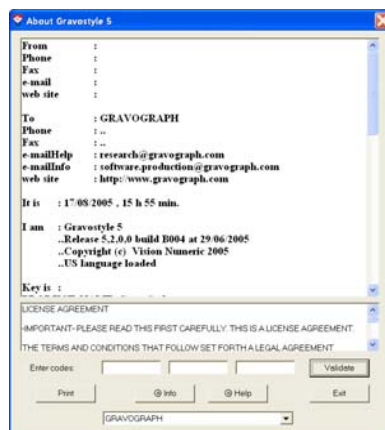 About Gravostyle 5
From :
Phone :
Fax :
e-mail :
web site :
To : GRAVOGRAPH
Phone : ..
Fax : ..
e-mailHelp : research@gravograph.com
e-mailInfo : software.production@gravograph.com
web site : http://www.gravograph.com
It is : 17/08/2005 , 15 h 55 min.
I am : Gravostyle 5
..Release 5,2,0,0 build B004 at 29/06/2005
..Copyright (c) Vision Numeric 2005
..US language loaded
Key is :
LICENSE AGREEMENT
-IMPORTANT- PLEASE READ THIS FIRST CAREFULLY. THIS IS A LICENSE AGREEMENT.
THE TERMS AND CONDITIONS THAT FOLLOW SET FORTH A LEGAL AGREEMENT
Enter codes: Validate
Print @ Info @ Help Exit
GRAVOGRAPH